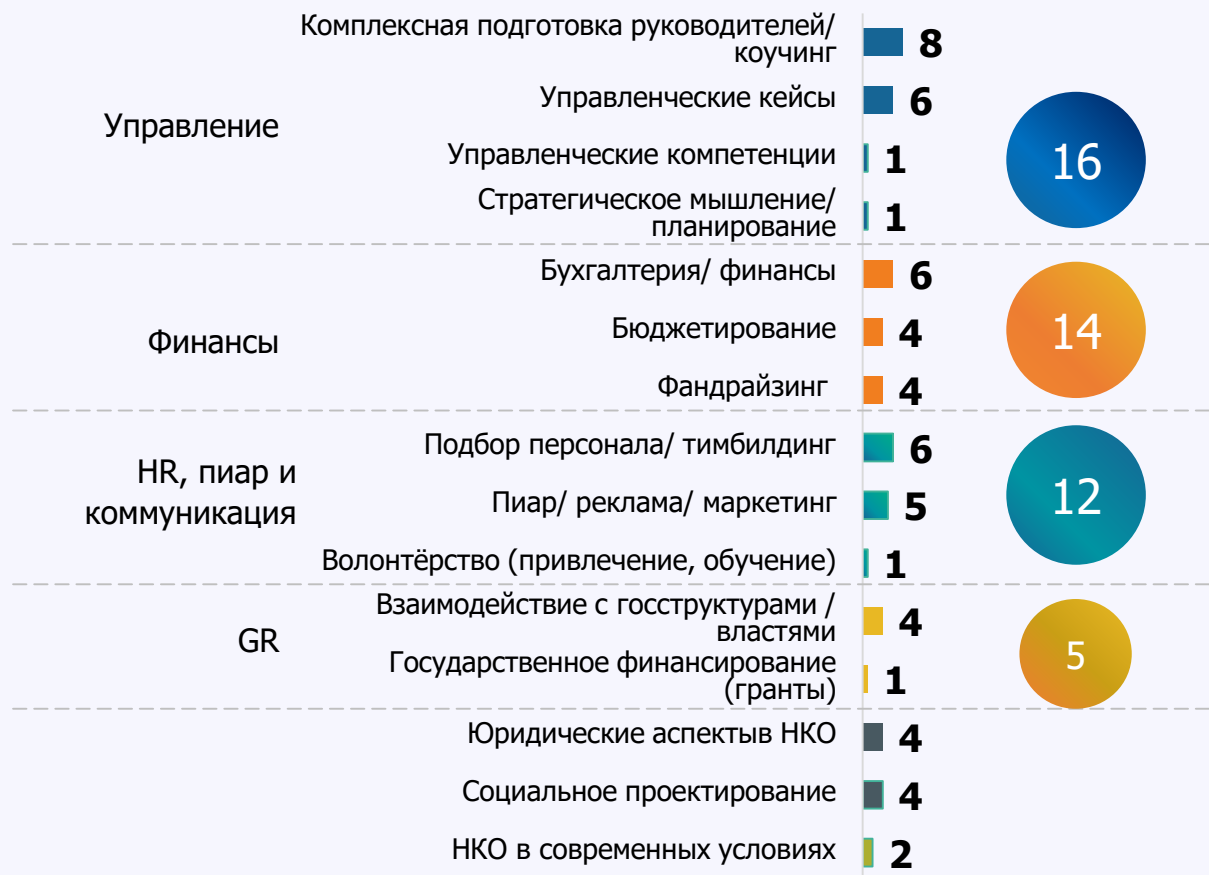 Управление
Комплексная подготовка руководителей/
коучинг
8
Управленческие кейсы
6
Управленческие компетенции
1
Стратегическое мышление/
планирование
1
16
Финансы
Бухгалтерия/ финансы
6
Бюджетирование
4
Фандрайзинг
4
14
HR, пиар и
коммуникация
Подбор персонала/ тимбилдинг
6
Пиар/ реклама/ маркетинг
5
Волонтёрство (привлечение, обучение)
1
12
GR
Взаимодействие с госструктурами /
властями
4
Государственное финансирование
(гранты)
1
5
Юридические аспектыв НКО
4
Социальное проектирование
4
НКО в современных условиях
2